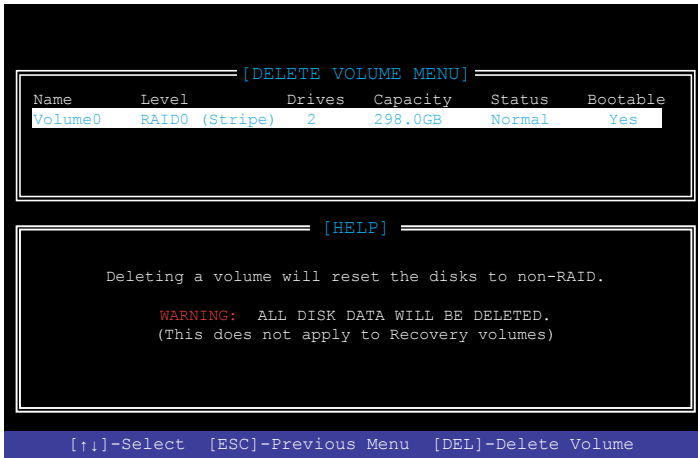 [DELETE VOLUME MENU]
Name Level Drives Capacity Status Bootable
Volume0 RAID0 (Stripe) 2 298.0GB Normal Yes
[HELP]
Deleting a volume will reset the disks to non-RAID.
WARNING: ALL DISK DATA WILL BE DELETED.
(This does not apply to Recovery volumes)
[↑↓]-Select [ESC]-Previous Menu [DEL]-Delete Volume